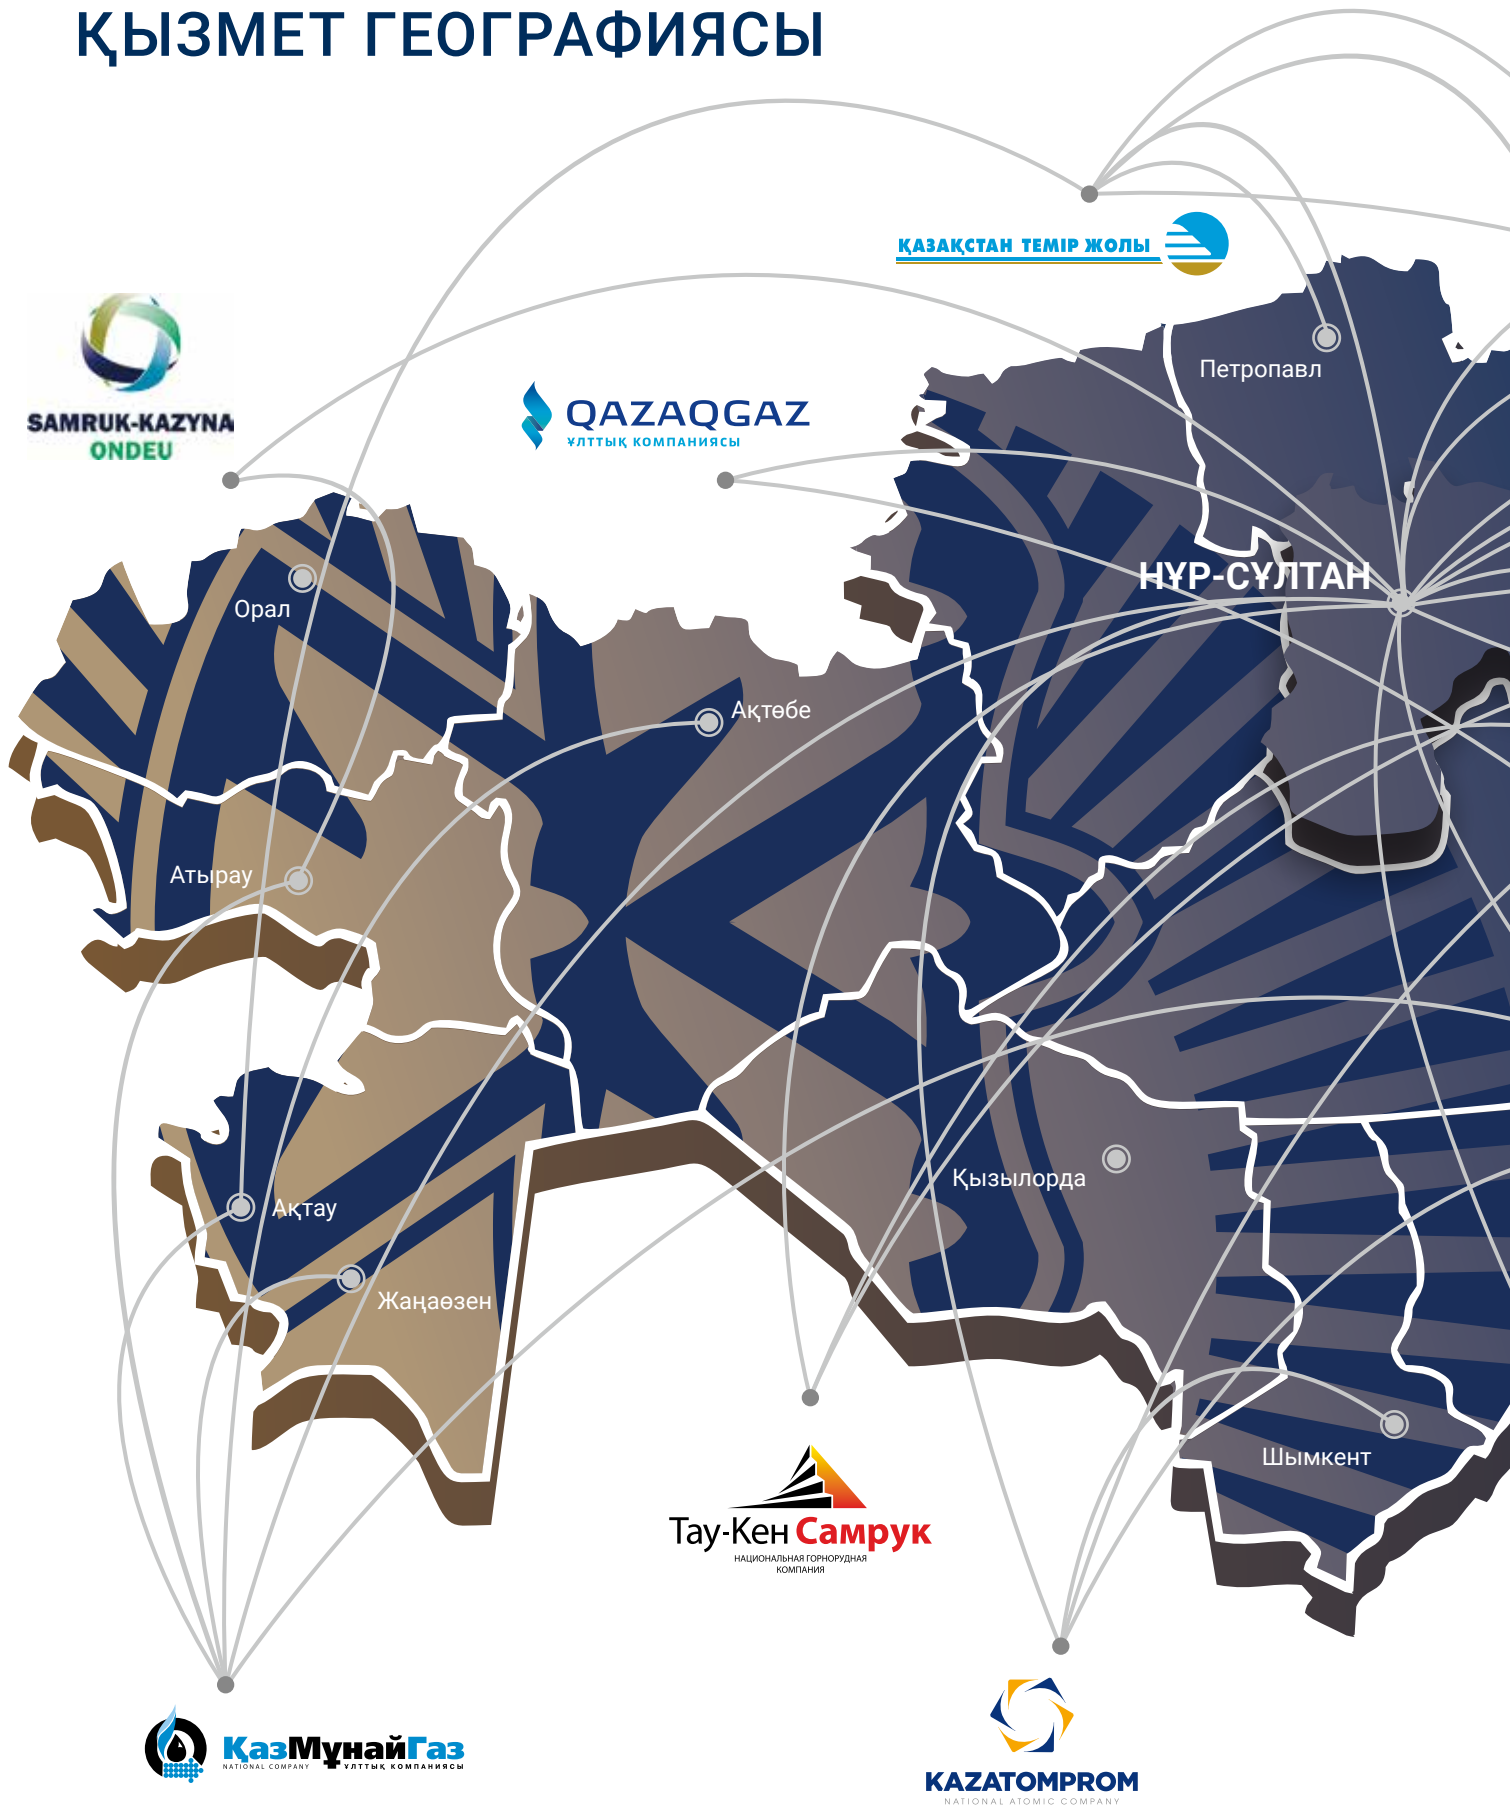 ҚЫЗМЕТ ГЕОГРАФИЯСЫ
ҚАЗАҚСТАН ТЕМІР ЖОЛЫ
SAMRUK-KAZYNA
ONDEU
QAZAQGAZ
ҰЛТТЫҚ КОМПАНИЯСЫ
Петропавл
НҰР-СҰЛТАН
Орал
Ақтөбе
Атырау
Қызылорда
Ақтау
Жаңаөзен
Шымкент
Тау-Кен Самрук
НАЦИОНАЛЬНАЯ ГОРНОРУДНАЯ
КОМПАНИЯ
ҚазМұнайГаз
NATIONAL COMPANY ҰЛТТЫҚ КОМПАНИЯСЫ
KAZATOMPROM
NATIONAL ATOMIC COMPANY